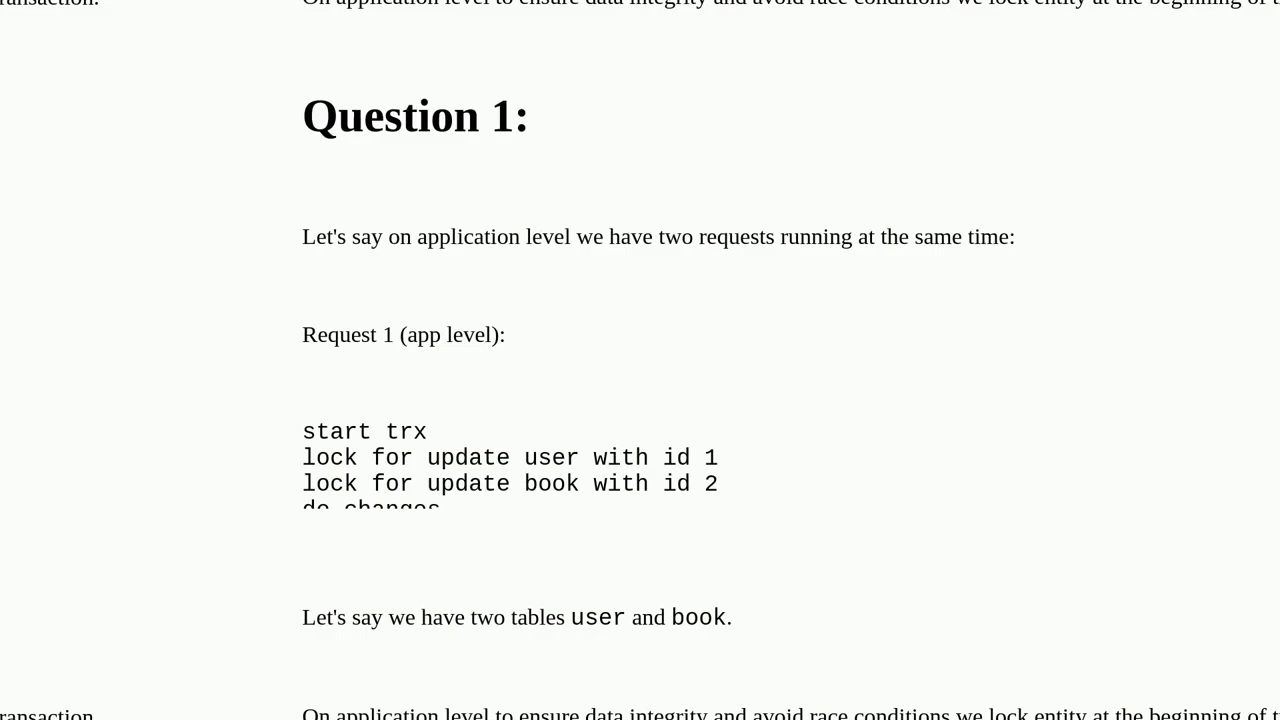 ransaction.
On application level to ensure data integrity and avoid race conditions we lock entity at the beginning of
Question 1:
Let's say on application level we have two requests running at the same time:
Request 1 (app level):
start trx
lock for update user with id 1
lock for update book with id 2
do changes
Let's say we have two tables user and book.
ransaction.
On application level to ensure data integrity and avoid race conditions we lock entity at the beginning of